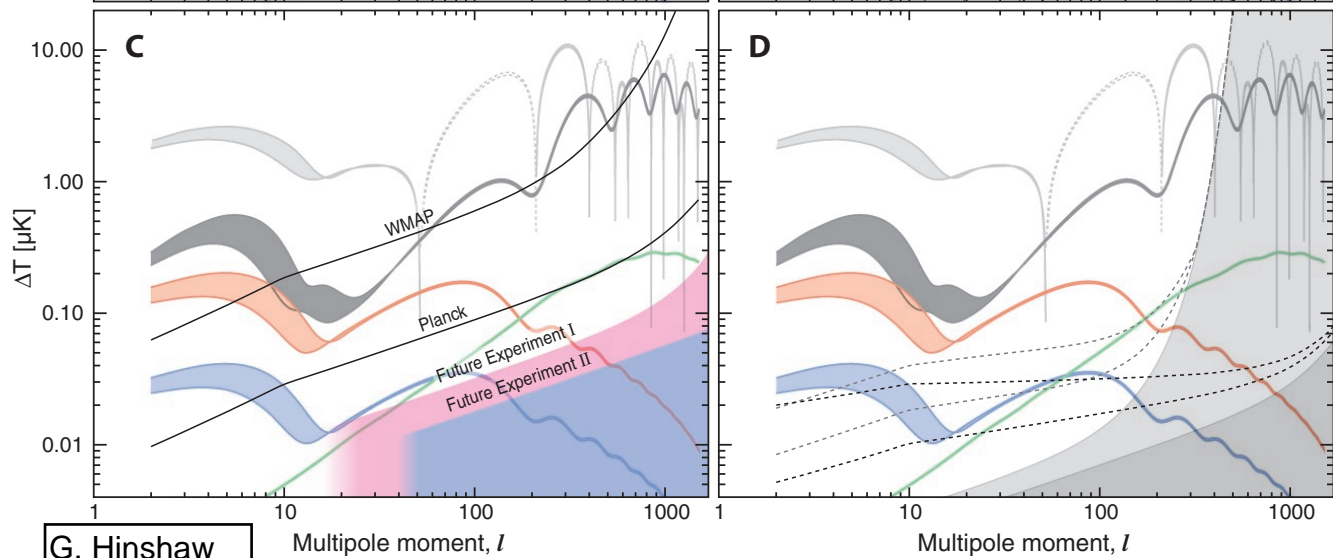 C
10.00
1.00
0.10
0.01
ΔT [μK]
WMAP
Planck
Future Experiment I
Future Experiment II
1
10
100
1000
Multipole moment, l
D
1
10
100
1000
Multipole moment, l
G. Hinshaw